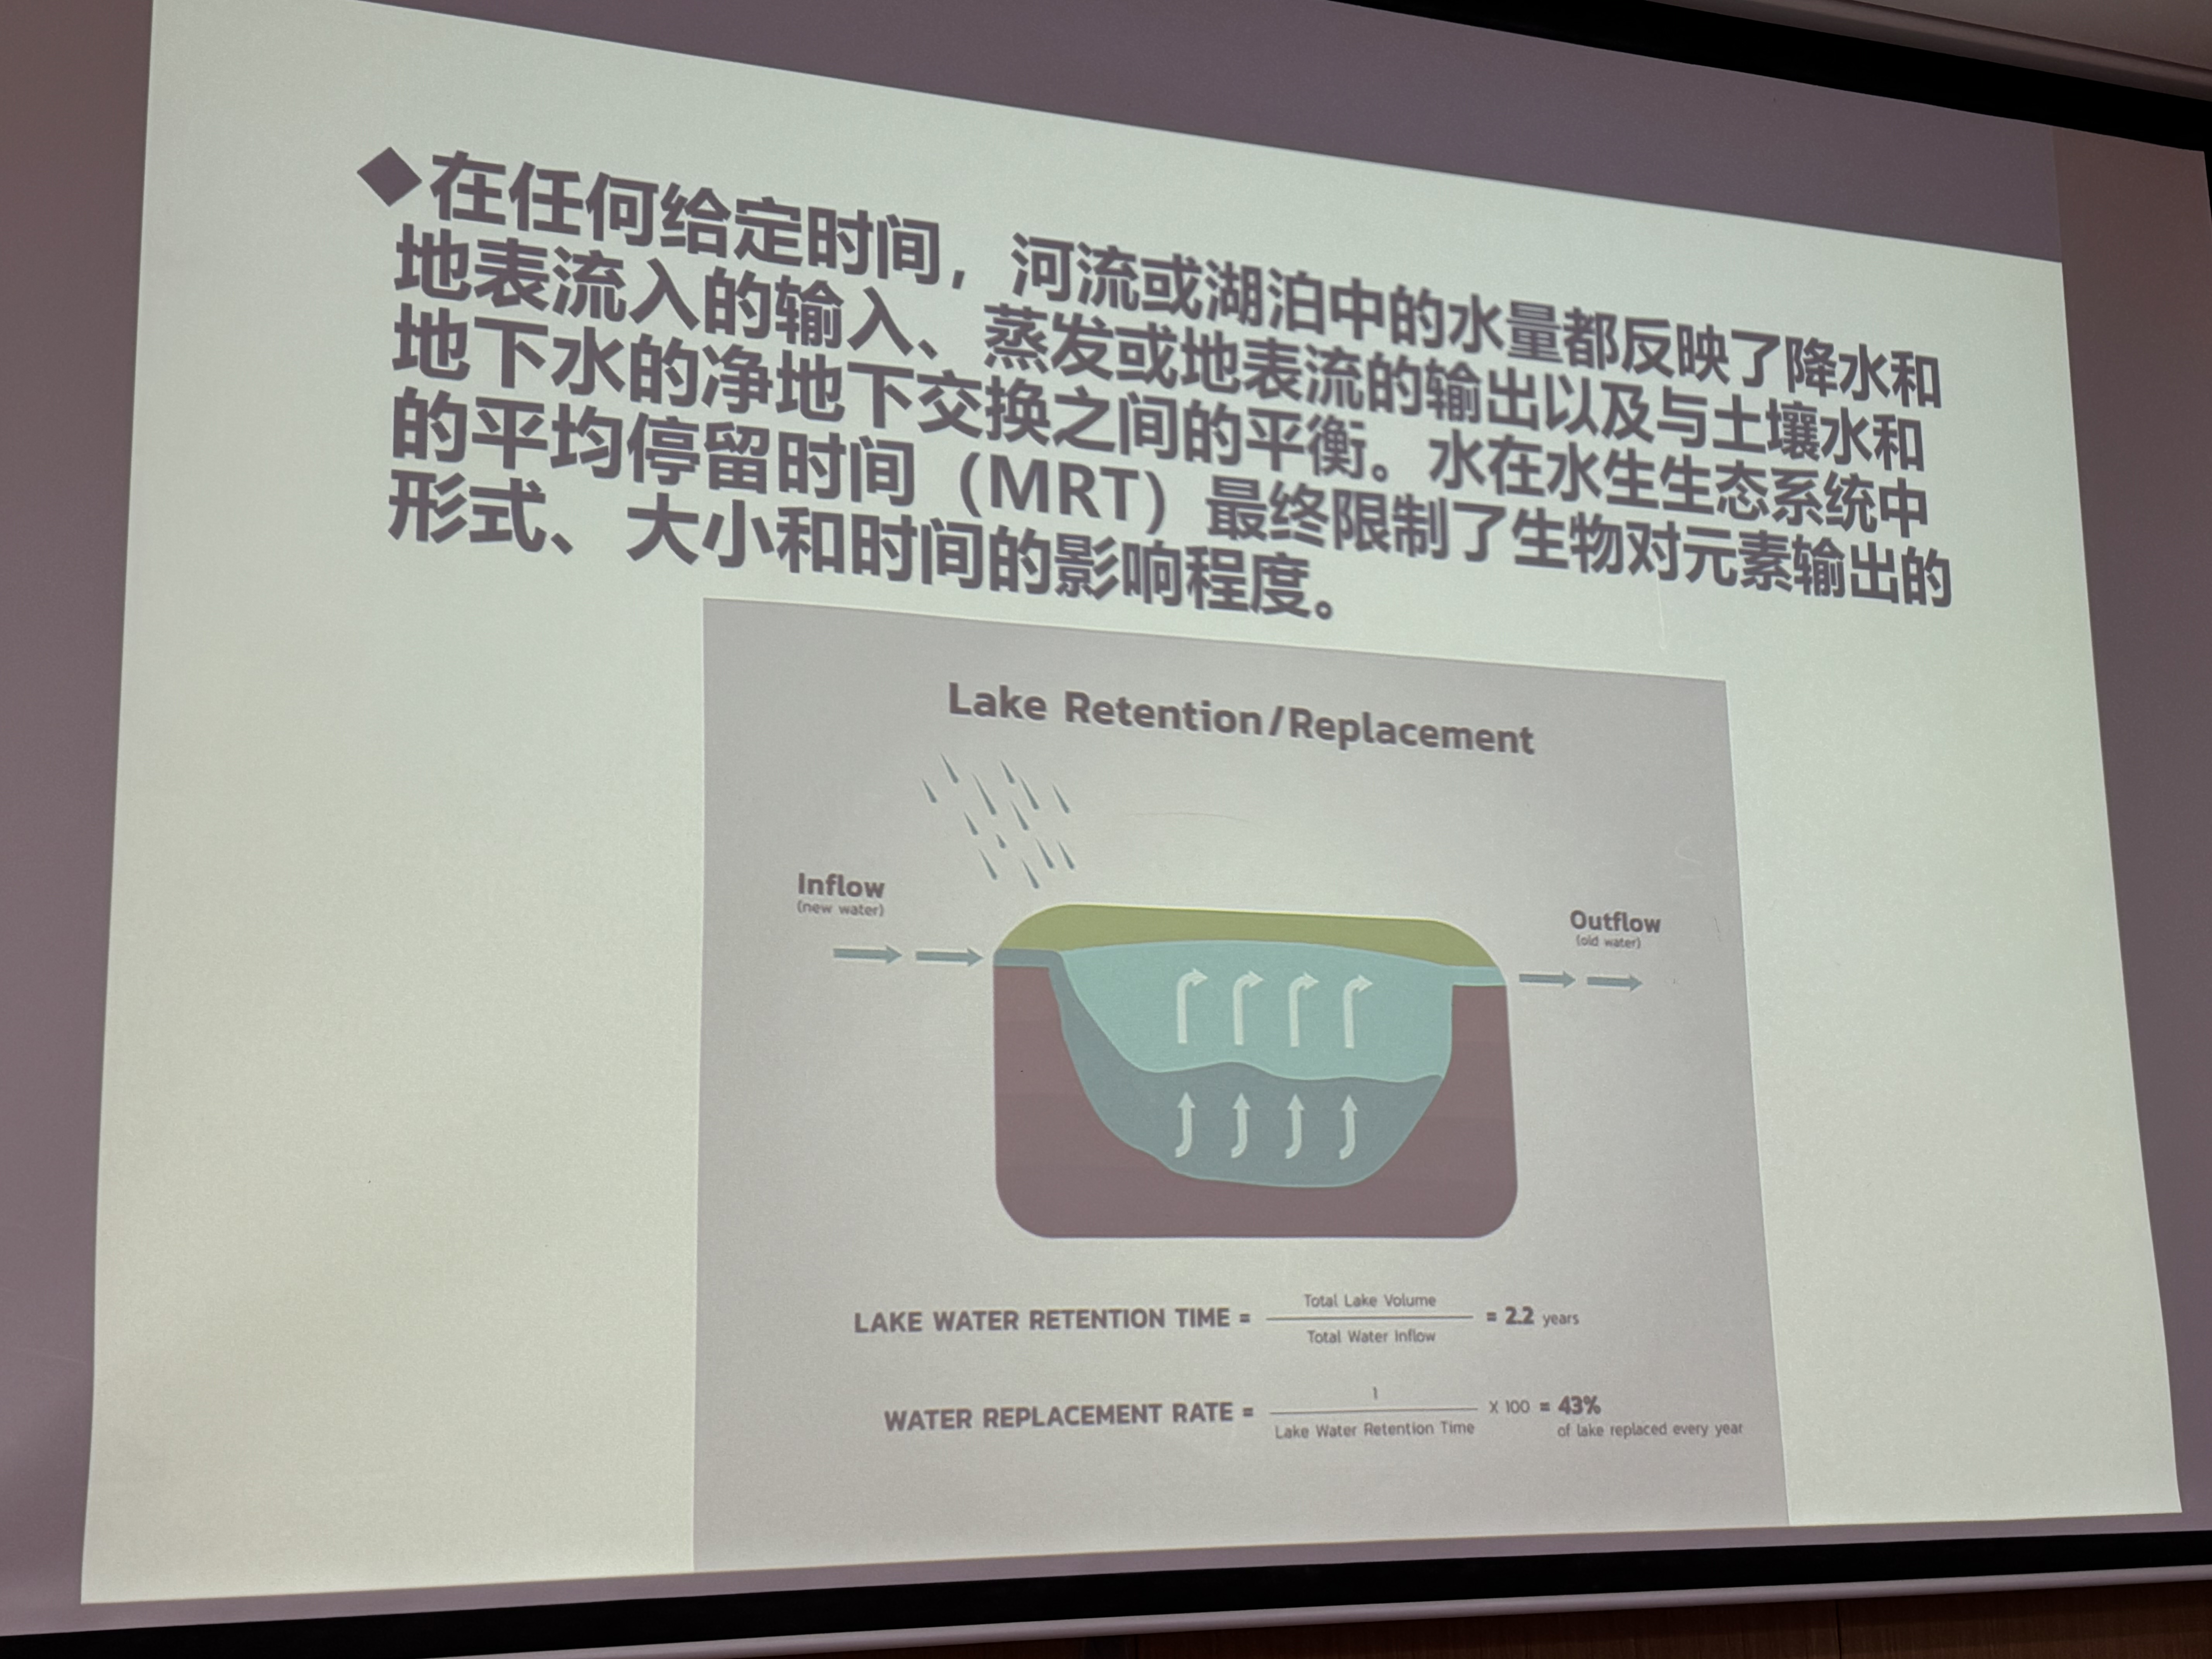 ◆在任何给定时间，河流或湖泊中的水量都反映了降水和
地表流入的输入、蒸发或地表流的输出以及与土壤水和
地下水的净地下交换之间的平衡。水在水生生态系统中
的平均停留时间（MRT）最终限制了生物对元素输出的
形式、大小和时间的影响程度。
Lake Retention/Replacement
Inflow
(new water)
Outflow
(old water)
LAKE WATER RETENTION TIME = Total Lake Volume / Total Water Inflow = 2.2 years
WATER REPLACEMENT RATE = 1 / Lake Water Retention Time X 100 = 43%
of lake replaced every year